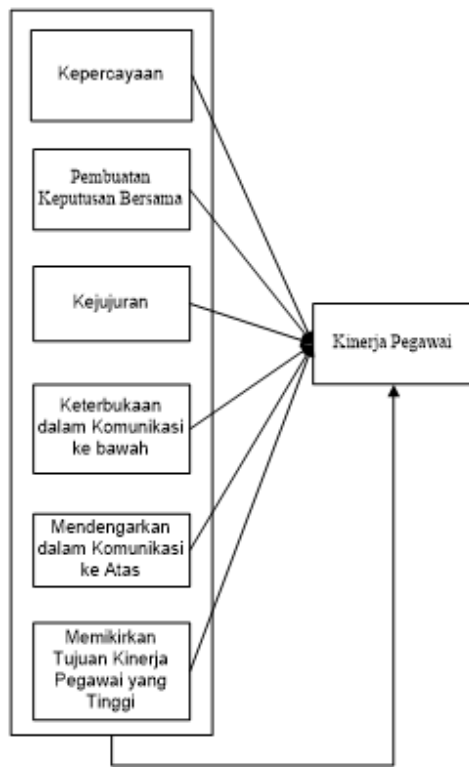 Kepercayaan
Pembuatan
Keputusan Bersama
Kejujuran
Keterbukaan
dalam Komunikasi
ke bawah
Mendengarkan
dalam Komunikasi
ke Atas
Memikirkan
Tujuan Kinerja
Pegawai yang
Tinggi
Kinerja Pegawai